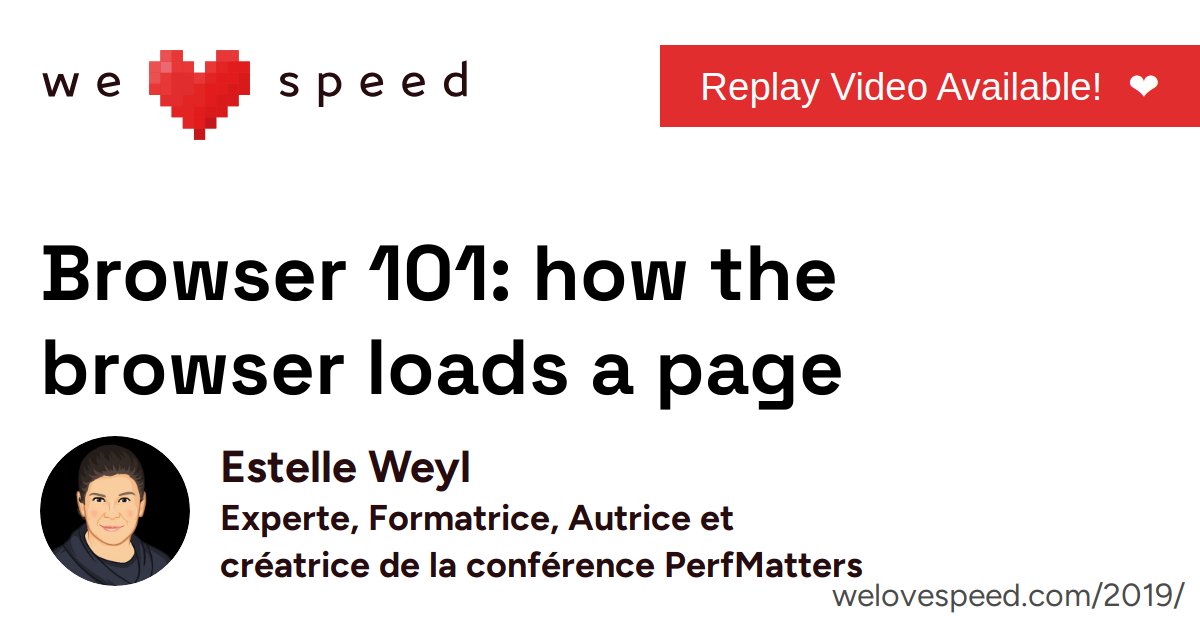 we ❤ speed
Replay Video Available! ❤
Browser 101: how the
browser loads a page
Estelle Weyl
Experte, Formatrice, Autrice et
créatrice de la conférence PerfMatters
welovespeed.com/2019/